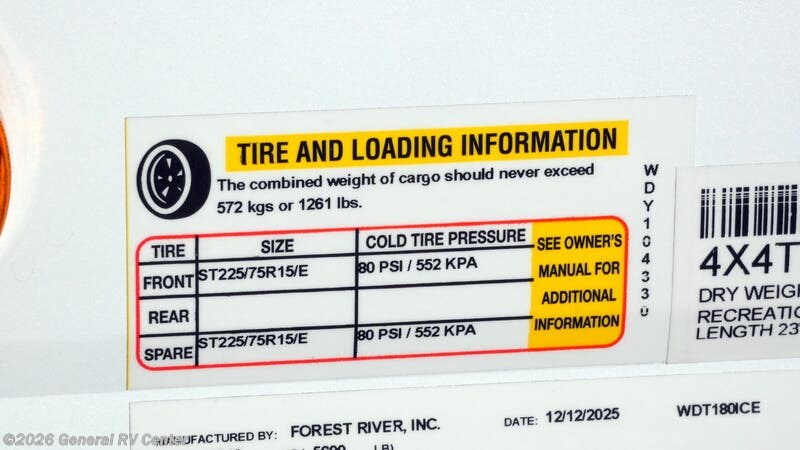 TIRE AND LOADING INFORMATION
The combined weight of cargo should never exceed
572 kgs or 1261 lbs.
TIRE SIZE COLD TIRE PRESSURE
FRONT ST225/75R15/E 80 PSI / 552 KPA
REAR
SPARE ST225/75R15/E 80 PSI / 552 KPA
SEE OWNER'S
MANUAL FOR
ADDITIONAL
INFORMATION
WDY104330
4X4T
DRY WEIG
RECREATIO
LENGTH 23'
MANUFACTURED BY: FOREST RIVER, INC. DATE: 12/12/2025 WDT180ICE
©2026 General RV Center